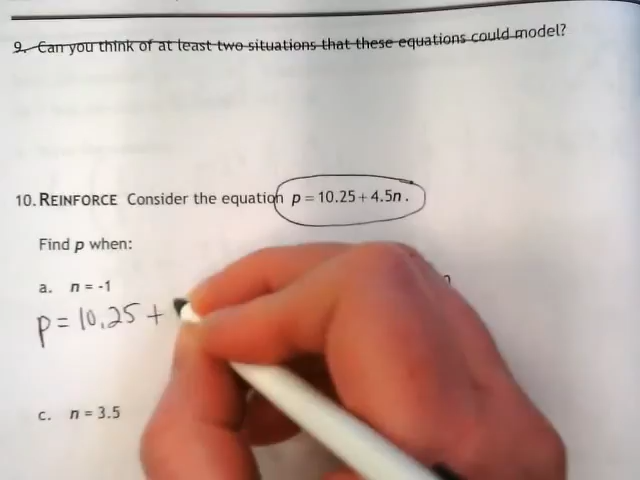 9. Can you think of at least two situations that these equations could model?
10. REINFORCE Consider the equation p = 10.25 + 4.5n.
Find p when:
a. n = -1
p = 10.25 +
c. n = 3.5